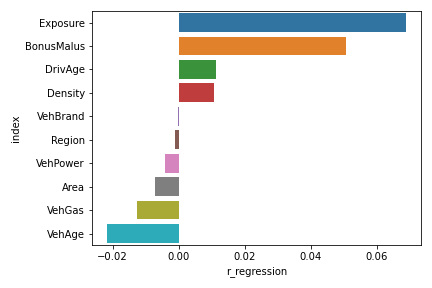 Exposure
BonusMalus
DrivAge
Density
VehBrand
Region
VehPower
Area
VehGas
VehAge
index
−0.02 0.00 0.02 0.04 0.06
r_regression